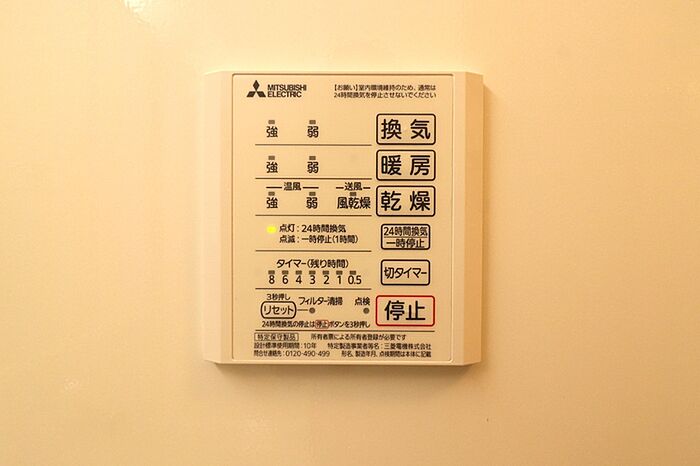 MITSUBISHI
ELECTRIC
【お願い】室内環境維持のため、通常は
24時間換気を停止させないでください
強 弱 換気
強 弱 暖房
温風 送風
強 弱 風乾燥 乾燥
点灯：24時間換気
点滅：一時停止(1時間)
24時間換気
一時停止
タイマー(残り時間)
8 6 4 3 2 1 0.5
切タイマー
3秒押し
リセット フィルター清掃 点検
停止
24時間換気の停止は停止ボタンを3秒押し
特定保守製品 所有者票による所有者登録が必要です
設計標準使用期間：10年 特定製造事業者等名：三菱電機株式会社
問合せ連絡先：0120-490-499 形名、製造年月、点検期間は本体に記載